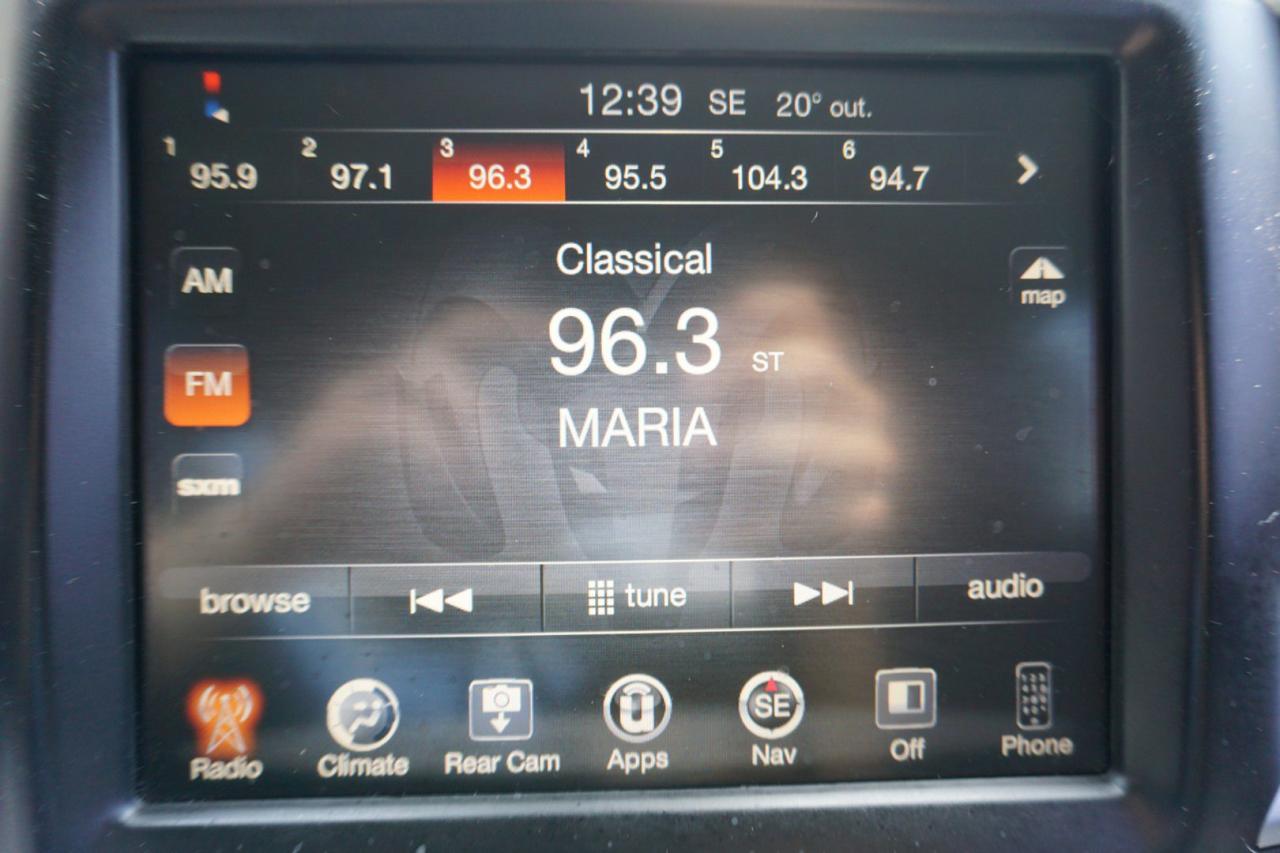 12:39 SE 20° out.
1 95.9 2 97.1 3 96.3 4 95.5 5 104.3 6 94.7
Classical
AM
map
96.3 ST
FM
MARIA
sxm
browse tune audio
SE
Radio Climate Rear Cam Apps Nav Off Phone